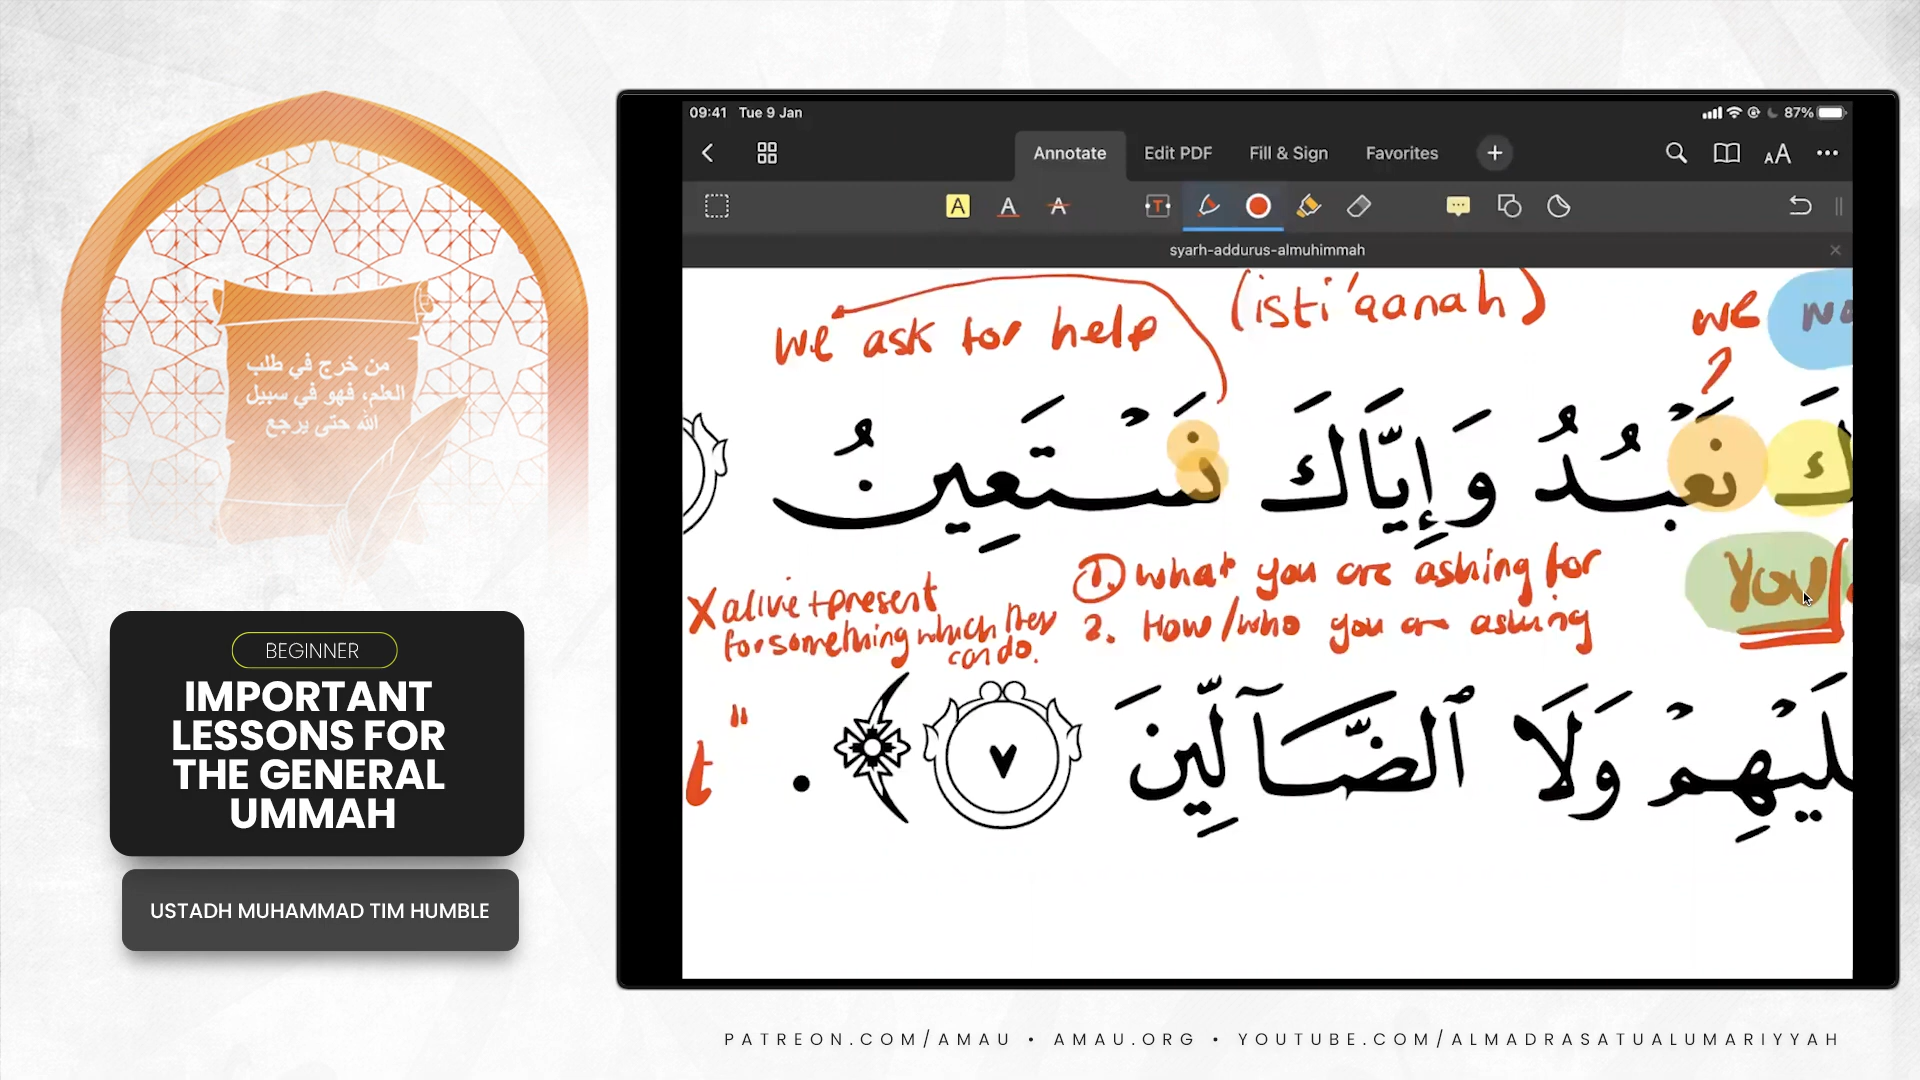 من خرج في طلب
العلم، فهو في سبيل
الله حتى يرجع
BEGINNER
IMPORTANT
LESSONS FOR
THE GENERAL
UMMAH
USTADH MUHAMMAD TIM HUMBLE
09:41 Tue 9 Jan
87%
Annotate Edit PDF Fill & Sign Favorites
syarh-addurus-almuhimmah
(isti'aanah)
we ask for help
we
نَعْبُدُ وَإِيَّاكَ نَسْتَعِينُ
1. what you are asking for
2. How/who you are asking
You
X alive + present
for something which they
can do.
وَلَا ٱلضَّآلِّينَ ٧
PATREON.COM/AMAU • AMAU.ORG • YOUTUBE.COM/ALMADRASATUALUMARIYYAH